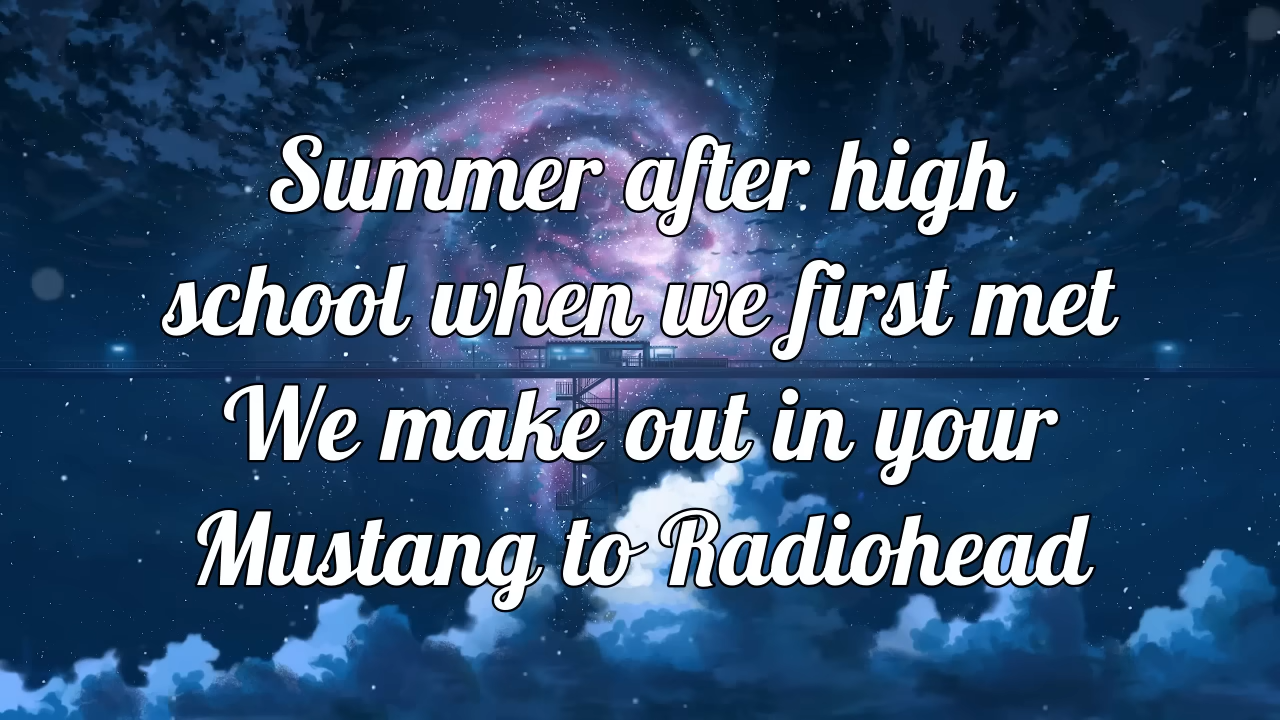 Summer after high
school when we first met
We make out in your
Mustang to Radiohead